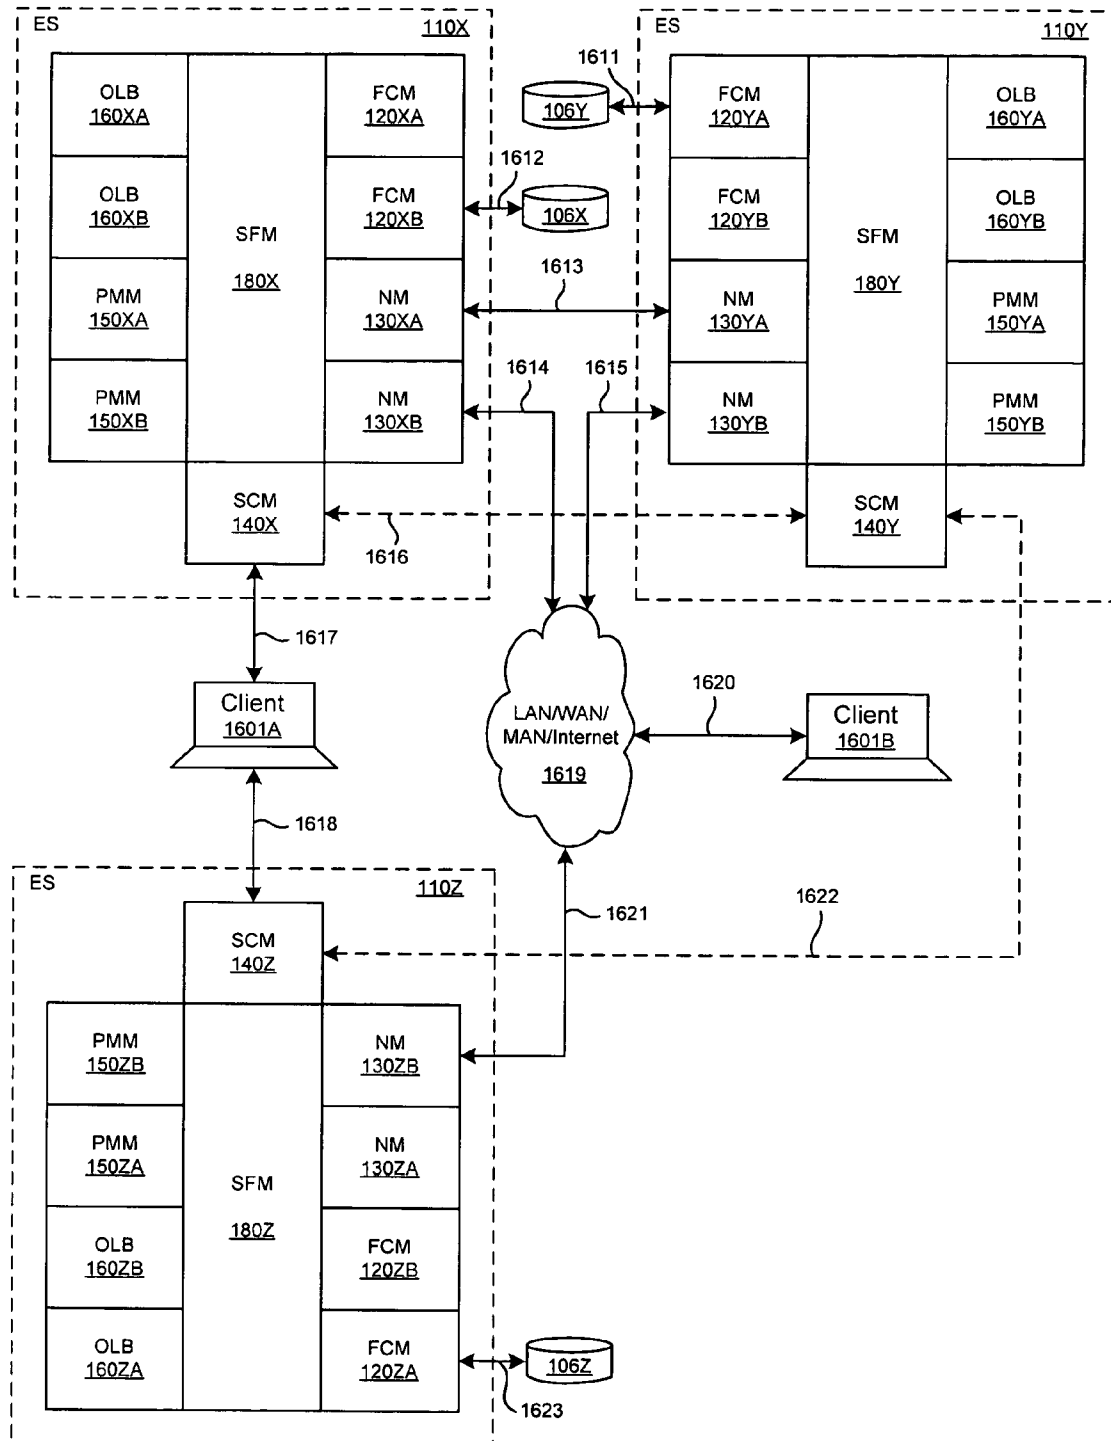 ES
110X
ES
110Y
OLB
160XA
FCM
120XA
1611
106Y
FCM
120YA
OLB
160YA
OLB
160XB
SFM
180X
FCM
120XB
1612
106X
FCM
120YB
SFM
180Y
OLB
160YB
PMM
150XA
NM
130XA
1613
NM
130YA
PMM
150YA
PMM
150XB
NM
130XB
1614
1615
NM
130YB
PMM
150YB
SCM
140X
1616
SCM
140Y
1617
Client
1601A
LAN/WAN/
MAN/Internet
1619
1620
Client
1601B
1618
ES
110Z
1621
1622
SCM
140Z
PMM
150ZB
NM
130ZB
PMM
150ZA
SFM
180Z
NM
130ZA
OLB
160ZB
FCM
120ZB
OLB
160ZA
FCM
120ZA
106Z
1623